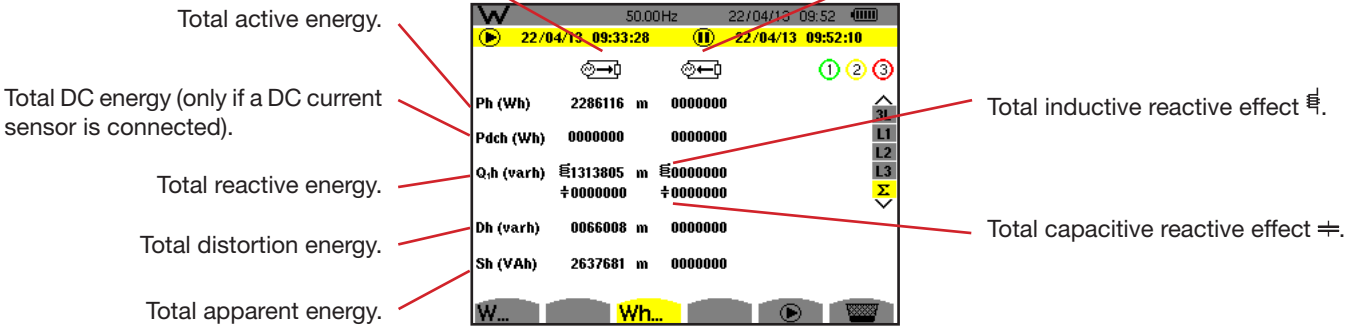 Total active energy.
Total DC energy (only if a DC current
sensor is connected).
Total reactive energy.
Total distortion energy.
Total apparent energy.
W 50.00Hz 22/04/13 09:52
22/04/13 09:33:28 22/04/13 09:52:10
1 2 3
Ph (Wh) 2286116 m 0000000
Pdch (Wh) 0000000 0000000
Q₁h (varh) 1313805 m 0000000
0000000 0000000
Dh (varh) 0066008 m 0000000
Sh (VAh) 2637681 m 0000000
3L
L1
L2
L3
Σ
W... Wh...
Total inductive reactive effect .
Total capacitive reactive effect .